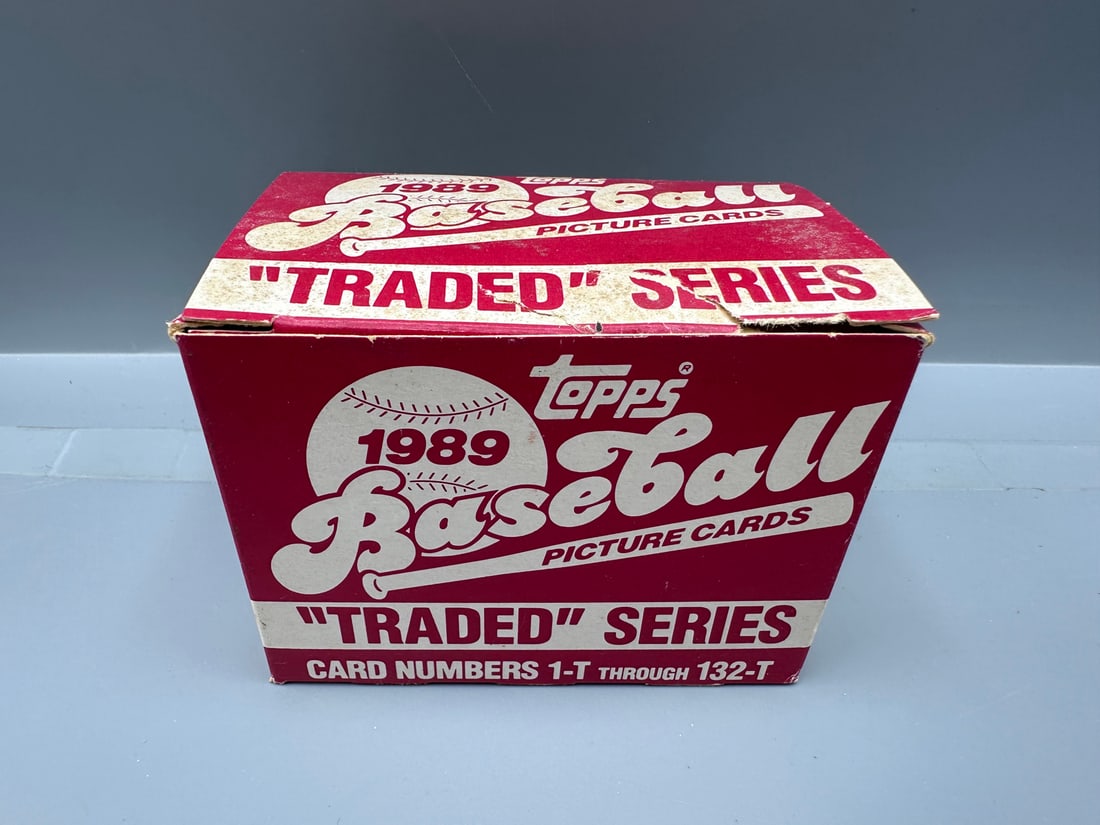 topps
1989
Baseball
PICTURE CARDS
"TRADED" SERIES
topps®
1989
Baseball
PICTURE CARDS
"TRADED" SERIES
CARD NUMBERS 1-T THROUGH 132-T